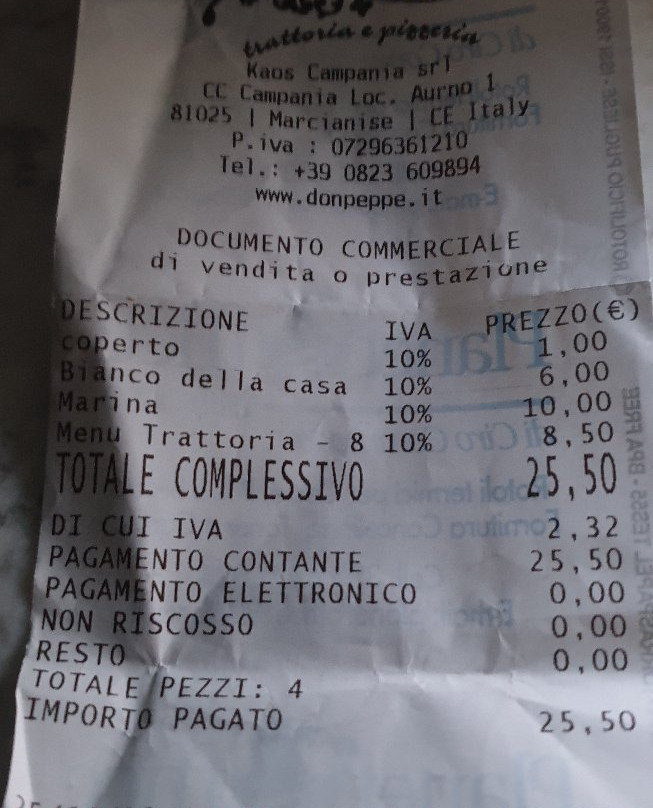 trattoria e pizzeria
Kaos Campania srl
CC Campania Loc. Aurno 1
81025 | Marcianise | CE Italy
P.iva : 07296361210
Tel.: +39 0823 609894
www.donpeppe.it
DOCUMENTO COMMERCIALE
di vendita o prestazione
DESCRIZIONE IVA PREZZO(€)
coperto 10% 1,00
Bianco della casa 10% 6,00
Marina 10% 10,00
Menu Trattoria - 8 10% 8,50
TOTALE COMPLESSIVO 25,50
DI CUI IVA 2,32
PAGAMENTO CONTANTE 25,50
PAGAMENTO ELETTRONICO 0,00
NON RISCOSSO 0,00
RESTO 0,00
TOTALE PEZZI: 4
IMPORTO PAGATO 25,50